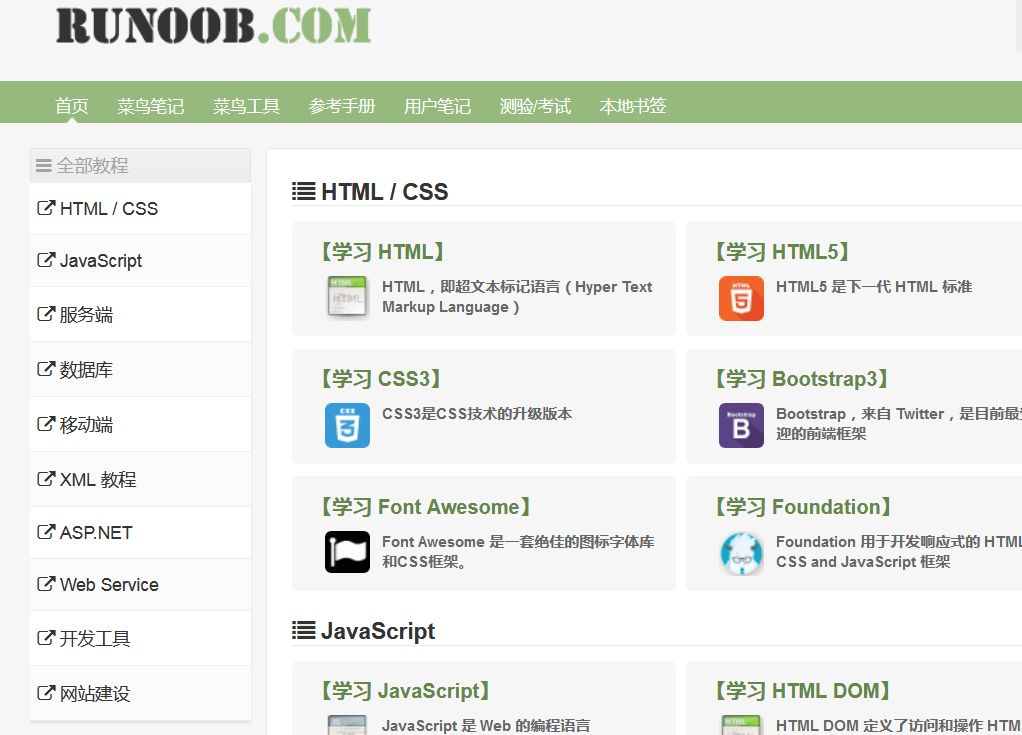 RUNOOB.COM
首页 菜鸟笔记 菜鸟工具 参考手册 用户笔记 测验/考试 本地书签
全部教程
HTML / CSS
JavaScript
服务端
数据库
移动端
XML 教程
ASP.NET
Web Service
开发工具
网站建设
HTML / CSS
【学习 HTML】
HTML
HTML
HTML，即超文本标记语言（Hyper Text
Markup Language）
【学习 HTML5】
HTML
5
HTML5 是下一代 HTML 标准
【学习 CSS3】
CSS
3
CSS3是CSS技术的升级版本
【学习 Bootstrap3】
Bootstrap
B
Bootstrap，来自 Twitter，是目前最
迎的前端框架
【学习 Font Awesome】
Font Awesome 是一套绝佳的图标字体库
和CSS框架。
【学习 Foundation】
Foundation 用于开发响应式的 HTML
CSS and JavaScript 框架
JavaScript
【学习 JavaScript】
JS
JavaScript 是 Web 的编程语言
【学习 HTML DOM】
HTML
HTML DOM 定义了访问和操作 HTM